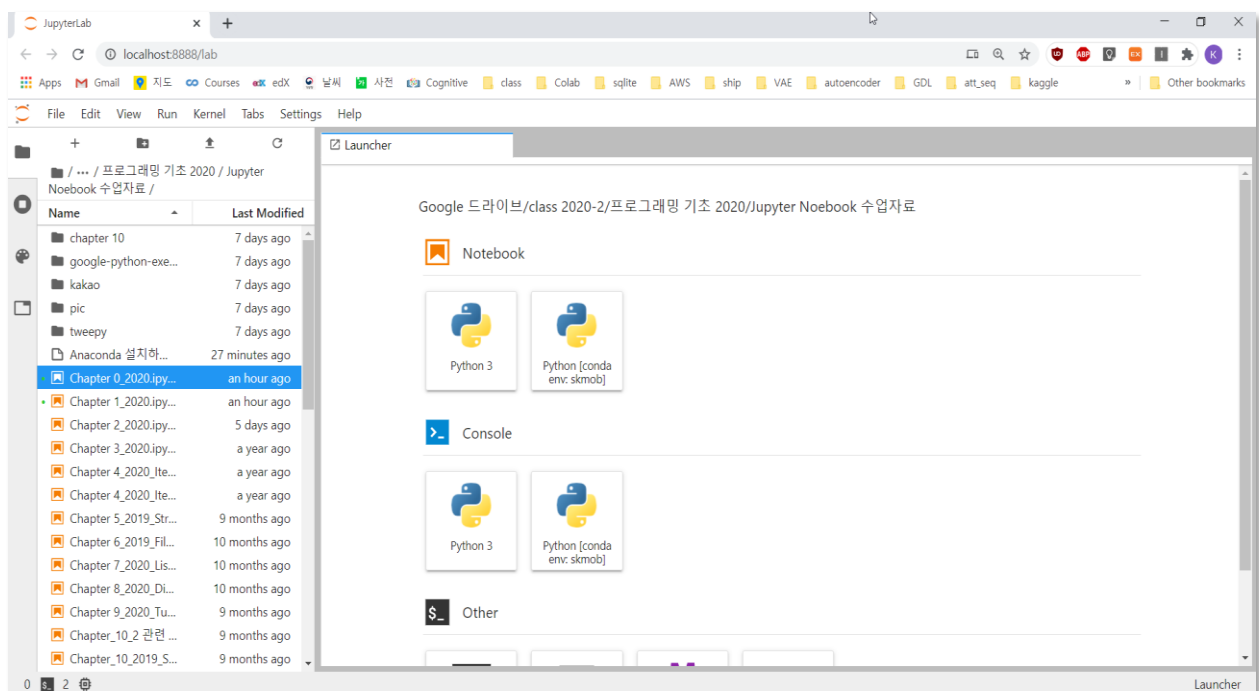 JupyterLab
localhost:8888/lab
Apps Gmail 지도 Courses edX 날씨 사전 Cognitive class Colab sqlite AWS ship VAE autoencoder GDL att_seq kaggle » Other bookmarks
File Edit View Run Kernel Tabs Settings Help
/ ··· / 프로그래밍 기초 2020 / Jupyter
Noebook 수업자료 /
Name Last Modified
chapter 10 7 days ago
google-python-exe... 7 days ago
kakao 7 days ago
pic 7 days ago
tweepy 7 days ago
Anaconda 설치하... 27 minutes ago
Chapter 0_2020.ipy... an hour ago
Chapter 1_2020.ipy... an hour ago
Chapter 2_2020.ipy... 5 days ago
Chapter 3_2020.ipy... a year ago
Chapter 4_2020_Ite... a year ago
Chapter 4_2020_Ite... a year ago
Chapter 5_2019_Str... 9 months ago
Chapter 6_2019_Fil... 10 months ago
Chapter 7_2020_Lis... 10 months ago
Chapter 8_2020_Di... 10 months ago
Chapter 9_2020_Tu... 9 months ago
Chapter_10_2 관련 ... 9 months ago
Chapter_10_2019_S... 9 months ago
Launcher
Google 드라이브/class 2020-2/프로그래밍 기초 2020/Jupyter Noebook 수업자료
Notebook
Python 3
Python [conda
env: skmob]
Console
Python 3
Python [conda
env: skmob]
$_ Other
0 $_ 2 Launcher